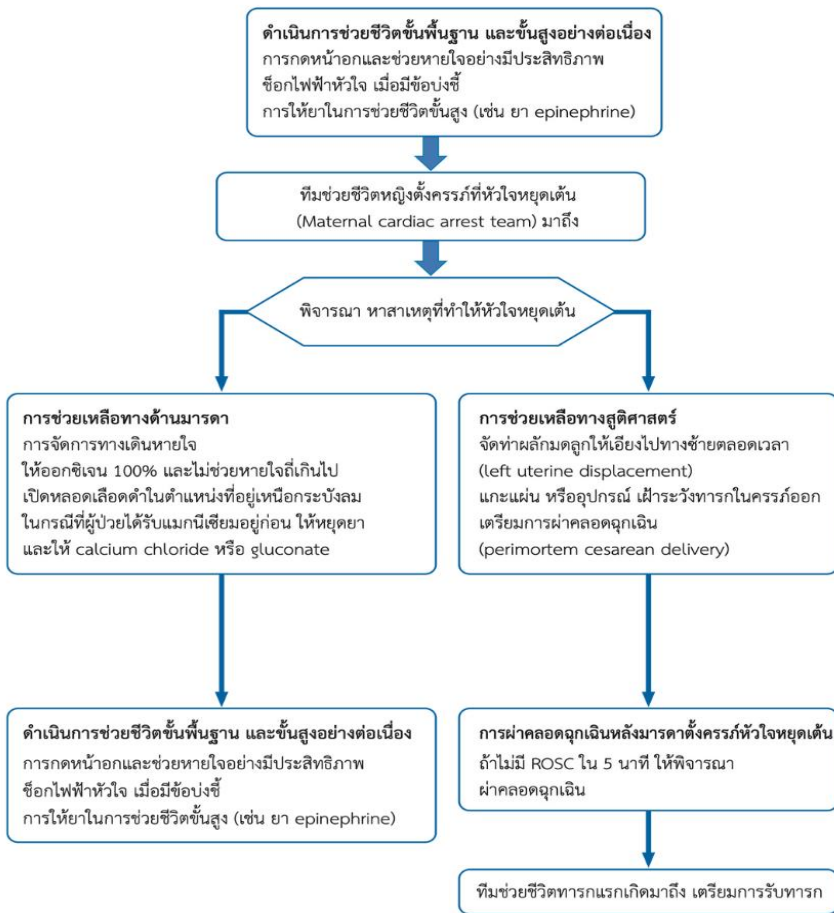 ดำเนินการช่วยชีวิตขั้นพื้นฐาน และขั้นสูงอย่างต่อเนื่อง
การกดหน้าอกและช่วยหายใจอย่างมีประสิทธิภาพ
ช็อกไฟฟ้าหัวใจ เมื่อมีข้อบ่งชี้
การให้ยาในการช่วยชีวิตขั้นสูง (เช่น ยา epinephrine)
ทีมช่วยชีวิตหญิงตั้งครรภ์ที่หัวใจหยุดเต้น
(Maternal cardiac arrest team) มาถึง
พิจารณา หาสาเหตุที่ทำให้หัวใจหยุดเต้น
การช่วยเหลือทางด้านมารดา
การจัดการทางเดินหายใจ
ให้ออกซิเจน 100% และไม่ช่วยหายใจถี่เกินไป
เปิดหลอดเลือดดำในตำแหน่งที่อยู่เหนือกระบังลม
ในกรณีที่ผู้ป่วยได้รับแมกนีเซียมอยู่ก่อน ให้หยุดยา
และให้ calcium chloride หรือ gluconate
การช่วยเหลือทางสูติศาสตร์
จัดท่าผลักมดลูกให้เอียงไปทางซ้ายตลอดเวลา
(left uterine displacement)
แกะแผ่น หรืออุปกรณ์ เฝ้าระวังทารกในครรภ์ออก
เตรียมการผ่าคลอดฉุกเฉิน
(perimortem cesarean delivery)
ดำเนินการช่วยชีวิตขั้นพื้นฐาน และขั้นสูงอย่างต่อเนื่อง
การกดหน้าอกและช่วยหายใจอย่างมีประสิทธิภาพ
ช็อกไฟฟ้าหัวใจ เมื่อมีข้อบ่งชี้
การให้ยาในการช่วยชีวิตขั้นสูง (เช่น ยา epinephrine)
การผ่าคลอดฉุกเฉินหลังมารดาตั้งครรภ์หัวใจหยุดเต้น
ถ้าไม่มี ROSC ใน 5 นาที ให้พิจารณา
ผ่าคลอดฉุกเฉิน
ทีมช่วยชีวิตทารกแรกเกิดมาถึง เตรียมการรับทารก